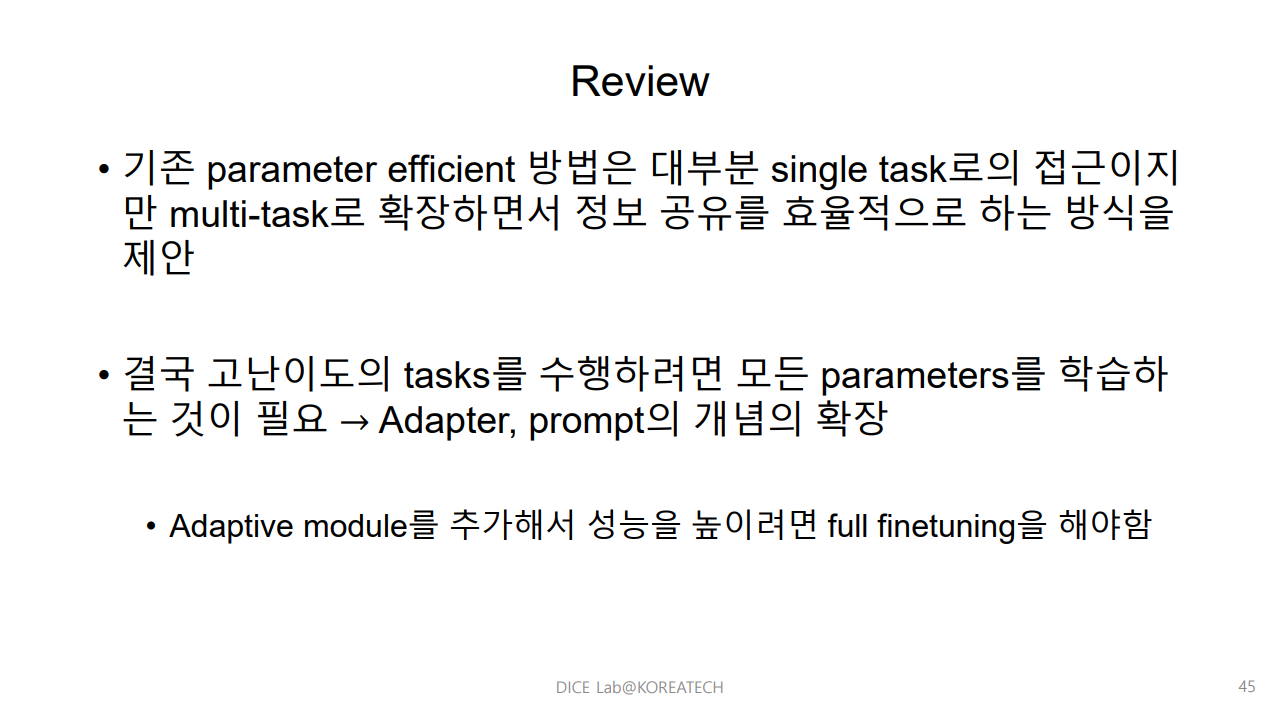 Review
• 기존 parameter efficient 방법은 대부분 single task로의 접근이지
만 multi-task로 확장하면서 정보 공유를 효율적으로 하는 방식을
제안
• 결국 고난이도의 tasks를 수행하려면 모든 parameters를 학습하
는 것이 필요 → Adapter, prompt의 개념의 확장
• Adaptive module를 추가해서 성능을 높이려면 full finetuning을 해야함
DICE Lab@KOREATECH
45